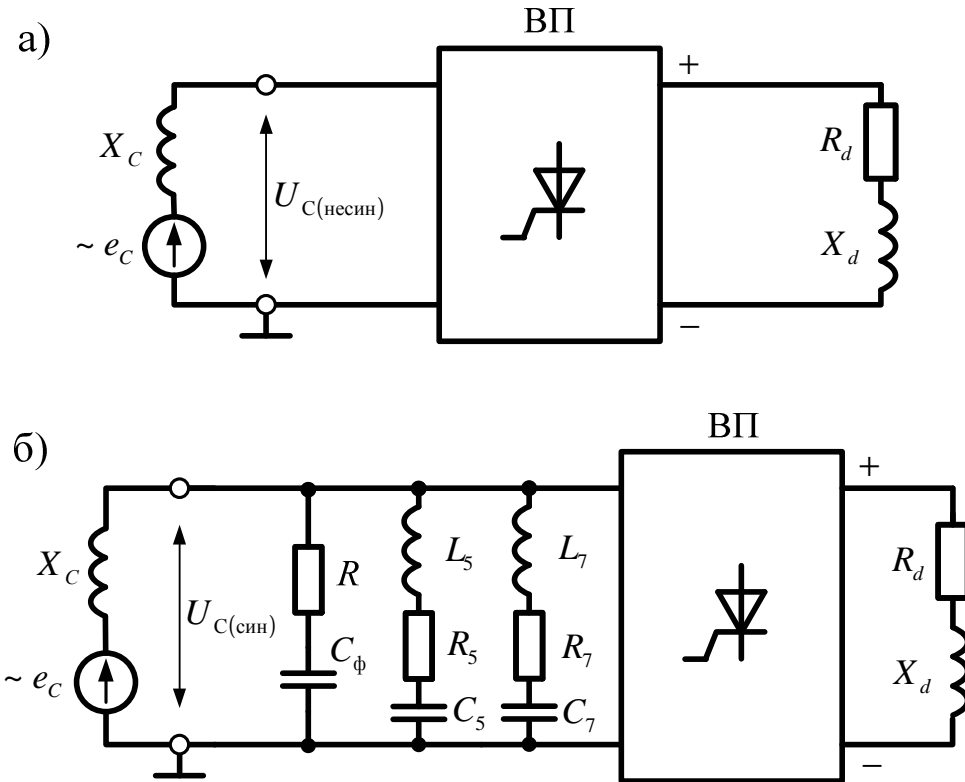 а)
ВП
+
X_C
R_d
U_С(несин)
~ e_C
X_d
−
б)
ВП
+
X_C
R
L_5
L_7
R_d
U_С(син)
C_ф
R_5
R_7
~ e_C
C_5
C_7
X_d
−